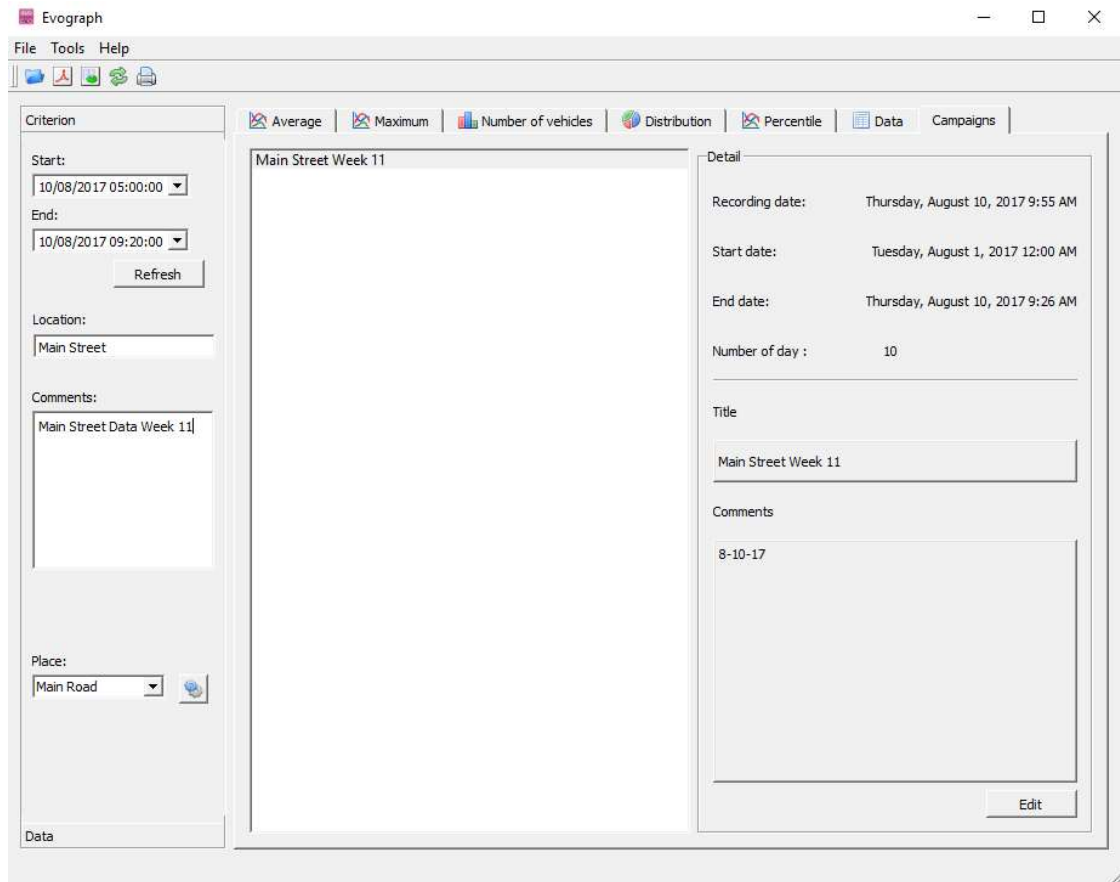 Evograph
File Tools Help
Criterion
Average Maximum Number of vehicles Distribution Percentile Data Campaigns
Start:
10/08/2017 05:00:00
End:
10/08/2017 09:20:00
Refresh
Location:
Main Street
Comments:
Main Street Data Week 11
Place:
Main Road
Data
Main Street Week 11
Detail
Recording date: Thursday, August 10, 2017 9:55 AM
Start date: Tuesday, August 1, 2017 12:00 AM
End date: Thursday, August 10, 2017 9:26 AM
Number of day : 10
Title
Main Street Week 11
Comments
8-10-17
Edit